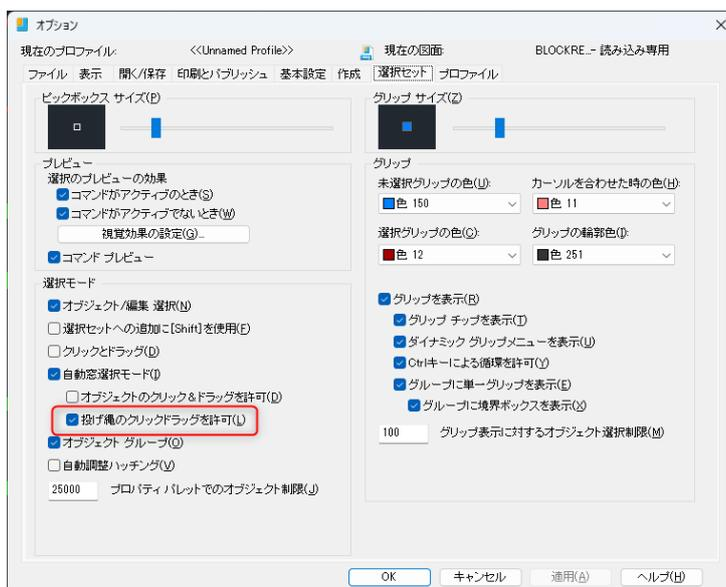 オプション
現在のプロファイル: <<Unnamed Profile>> 現在の図面: BLOCKRE...- 読み込み専用
ファイル 表示 開く/保存 印刷とパブリッシュ 基本設定 作成 選択セット プロファイル
ピックボックス サイズ(P)
グリップ サイズ(Z)
プレビュー
選択のプレビューの効果
コマンドがアクティブのとき(S)
コマンドがアクティブでないとき(W)
視覚効果の設定(G)...
コマンド プレビュー
選択モード
オブジェクト/編集 選択(N)
選択セットへの追加に[Shift]を使用(F)
クリックとドラッグ(D)
自動窓選択モード(I)
オブジェクトのクリック&ドラッグを許可(D)
投げ縄のクリックドラッグを許可(L)
オブジェクト グループ(O)
自動調整ハッチング(V)
25000 プロパティ パレットでのオブジェクト制限(J)
グリップ
未選択グリップの色(U): カーソルを合わせた時の色(H):
色 150 色 11
選択グリップの色(C): グリップの輪郭色(I):
色 12 色 251
グリップを表示(R)
グリップ チップを表示(T)
ダイナミック グリップメニューを表示(U)
Ctrlキーによる循環を許可(Y)
グループに単一グリップを表示(E)
グループに境界ボックスを表示(X)
100 グリップ表示に対するオブジェクト選択制限(M)
OK キャンセル 適用(A) ヘルプ(H)